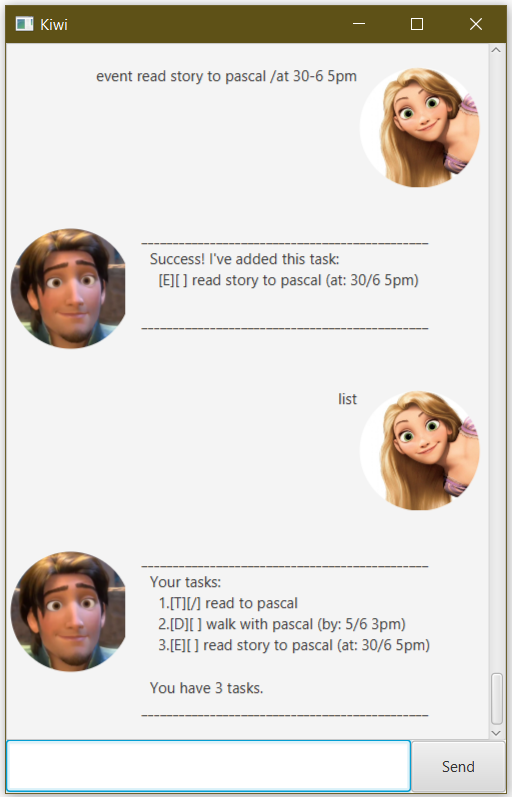 Kiwi
event read story to pascal /at 30-6 5pm
____________________________________________
Success! I've added this task:
[E][ ] read story to pascal (at: 30/6 5pm)
____________________________________________
list
____________________________________________
Your tasks:
1.[T][/] read to pascal
2.[D][ ] walk with pascal (by: 5/6 3pm)
3.[E][ ] read story to pascal (at: 30/6 5pm)
You have 3 tasks.
____________________________________________
Send